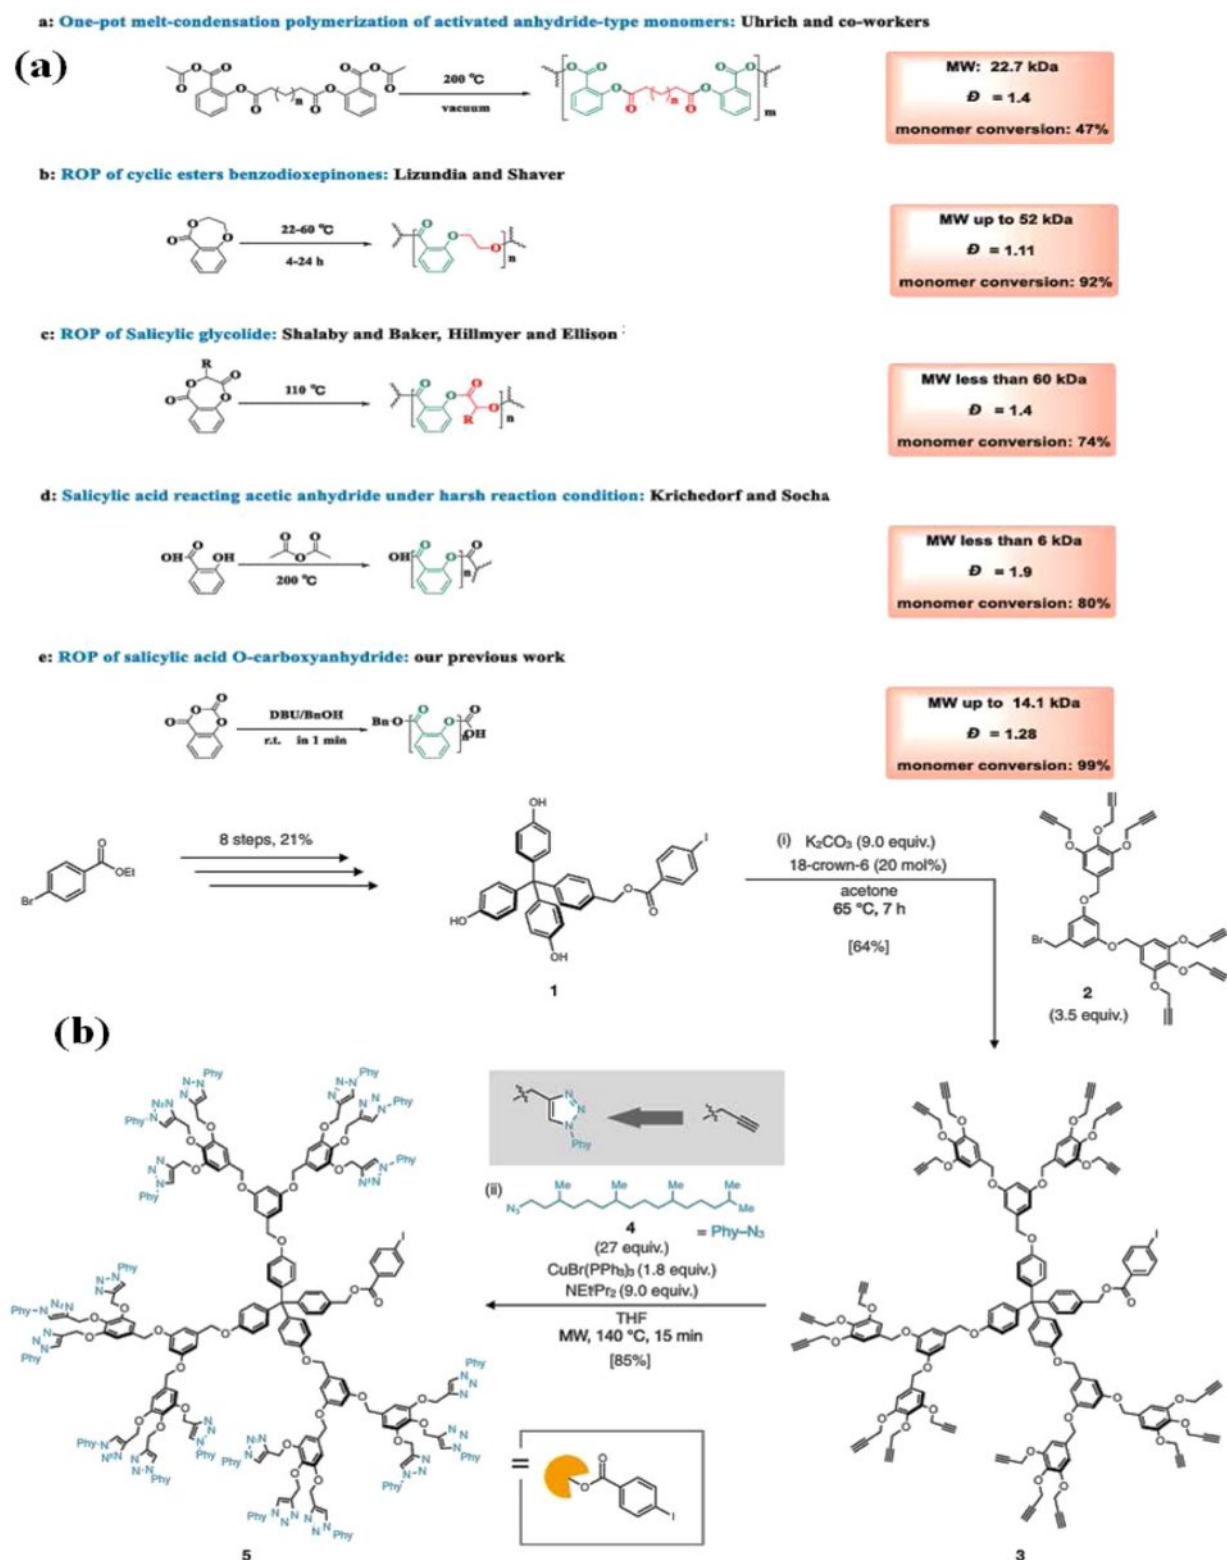 a: One-pot melt-condensation polymerization of activated anhydride-type monomers: Uhrich and co-workers
(a)
200 °C
vacuum
MW: 22.7 kDa
Đ = 1.4
monomer conversion: 47%
b: ROP of cyclic esters benzodioxepinones: Lizundia and Shaver
22-60 °C
4-24 h
MW up to 52 kDa
Đ = 1.11
monomer conversion: 92%
c: ROP of Salicylic glycolide: Shalaby and Baker, Hillmyer and Ellison
110 °C
MW less than 60 kDa
Đ = 1.4
monomer conversion: 74%
d: Salicylic acid reacting acetic anhydride under harsh reaction condition: Krichedorf and Socha
200 °C
MW less than 6 kDa
Đ = 1.9
monomer conversion: 80%
e: ROP of salicylic acid O-carboxyanhydride: our previous work
DBU/BnOH
r.t. in 1 min
MW up to 14.1 kDa
Đ = 1.28
monomer conversion: 99%
8 steps, 21%
(i) K₂CO₃ (9.0 equiv.)
18-crown-6 (20 mol%)
acetone
65 °C, 7 h
[64%]
1
2
(3.5 equiv.)
(b)
(ii)
4
= Phy–N₃
(27 equiv.)
CuBr(PPh₃)₃ (1.8 equiv.)
NEtiPr₂ (9.0 equiv.)
THF
MW, 140 °C, 15 min
[85%]
=
5
3